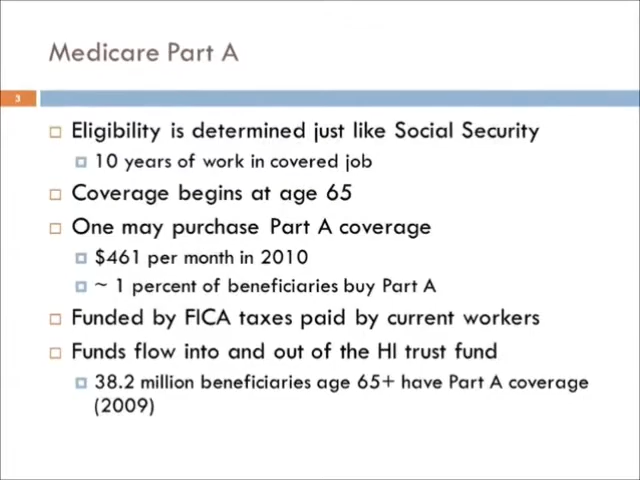 Medicare Part A
3
Eligibility is determined just like Social Security
10 years of work in covered job
Coverage begins at age 65
One may purchase Part A coverage
$461 per month in 2010
~ 1 percent of beneficiaries buy Part A
Funded by FICA taxes paid by current workers
Funds flow into and out of the HI trust fund
38.2 million beneficiaries age 65+ have Part A coverage
(2009)